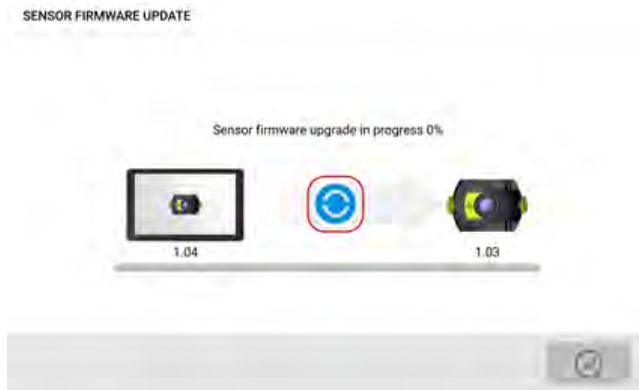 SENSOR FIRMWARE UPDATE
Sensor firmware upgrade in progress 0%
1.04
1.03